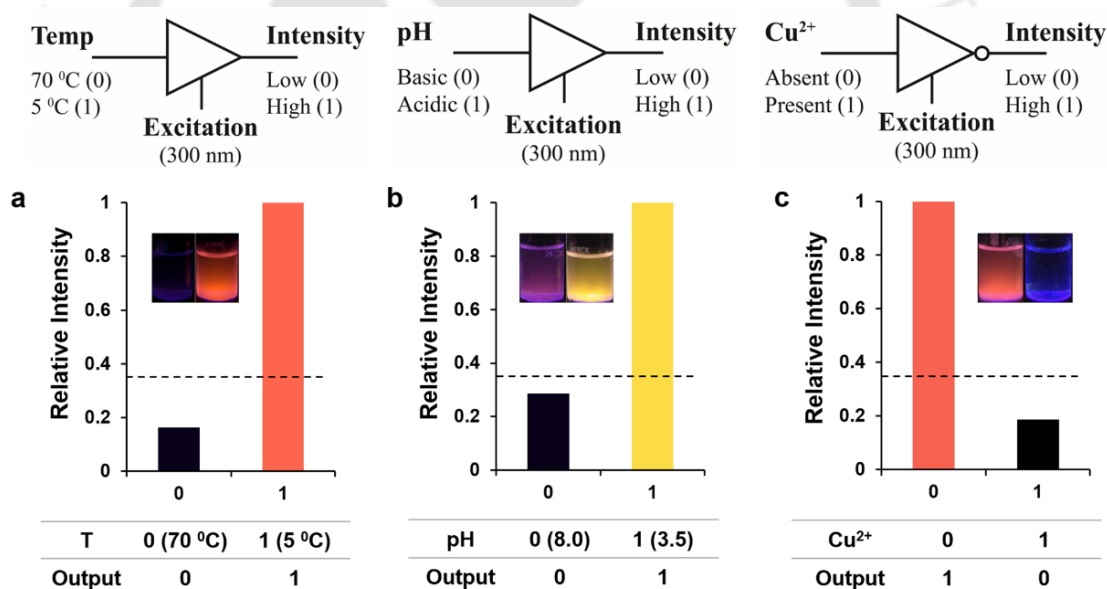 Temp
70 ⁰C (0)
5 ⁰C (1)
Intensity
Low (0)
High (1)
Excitation
(300 nm)
pH
Basic (0)
Acidic (1)
Intensity
Low (0)
High (1)
Excitation
(300 nm)
Cu²⁺
Absent (0)
Present (1)
Intensity
Low (0)
High (1)
Excitation
(300 nm)
a
Relative Intensity
1
0.8
0.6
0.4
0.2
0
0 1
T 0 (70 ⁰C) 1 (5 ⁰C)
Output 0 1
b
Relative Intensity
1
0.8
0.6
0.4
0.2
0
0 1
pH 0 (8.0) 1 (3.5)
Output 0 1
c
Relative Intensity
1
0.8
0.6
0.4
0.2
0
0 1
Cu²⁺ 0 1
Output 1 0